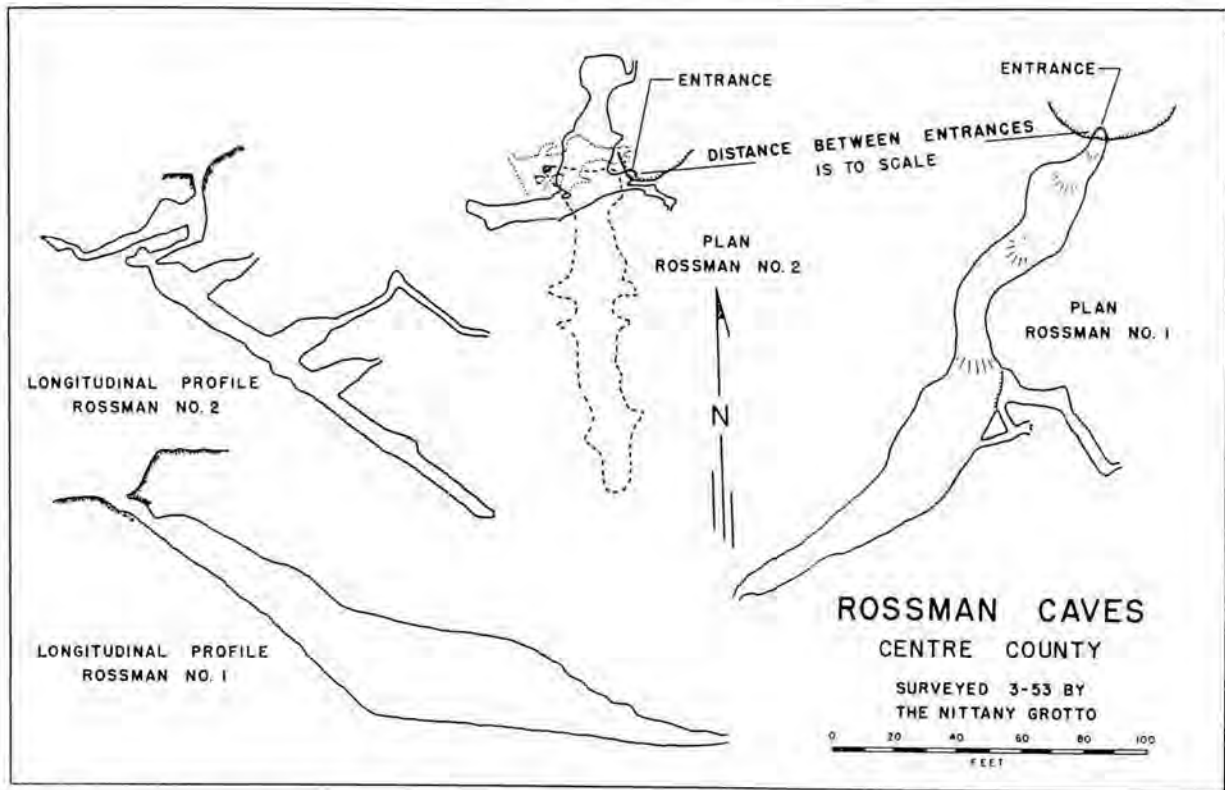 ENTRANCE
ENTRANCE
DISTANCE BETWEEN ENTRANCES
IS TO SCALE
PLAN
ROSSMAN NO. 2
PLAN
ROSSMAN NO. 1
LONGITUDINAL PROFILE
ROSSMAN NO. 2
N
LONGITUDINAL PROFILE
ROSSMAN NO. 1
ROSSMAN CAVES
CENTRE COUNTY
SURVEYED 3-53 BY
THE NITTANY GROTTO
0 20 40 60 80 100
FEET